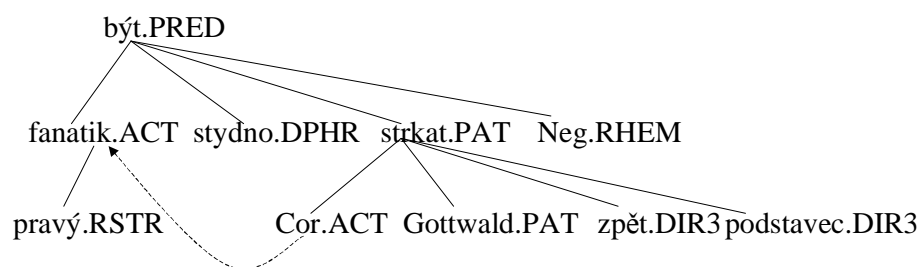 být.PRED
fanatik.ACT stydno.DPHR strkat.PAT Neg.RHEM
pravý.RSTR Cor.ACT Gottwald.PAT zpět.DIR3 podstavec.DIR3